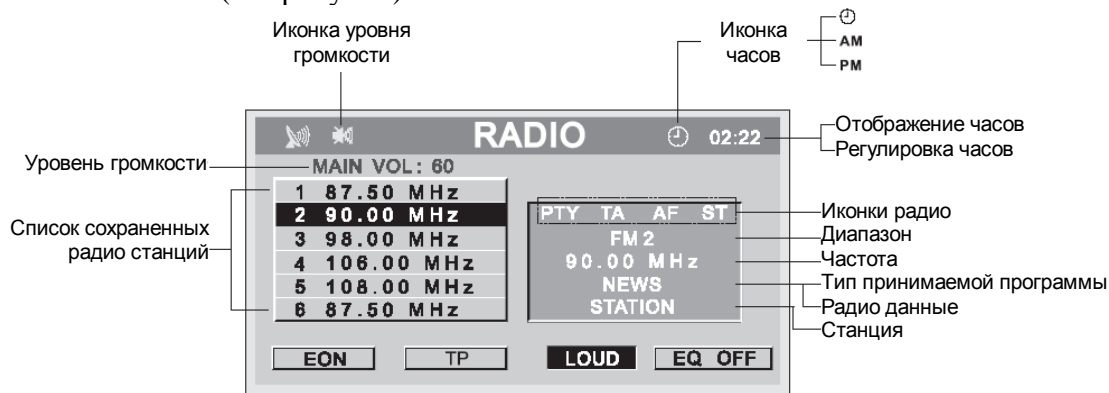 Иконка уровня
громкости
Иконка
часов
AM
PM
RADIO
02:22
Отображение часов
Регулировка часов
Уровень громкости
MAIN VOL: 60
Список сохраненных
радио станций
1 87.50 MHz
2 90.00 MHz
3 98.00 MHz
4 106.00 MHz
5 108.00 MHz
6 87.50 MHz
PTY TA AF ST
FM 2
90.00 MHz
NEWS
STATION
Иконки радио
Диапазон
Частота
Тип принимаемой программы
Радио данные
Станция
EON
TP
LOUD
EQ OFF